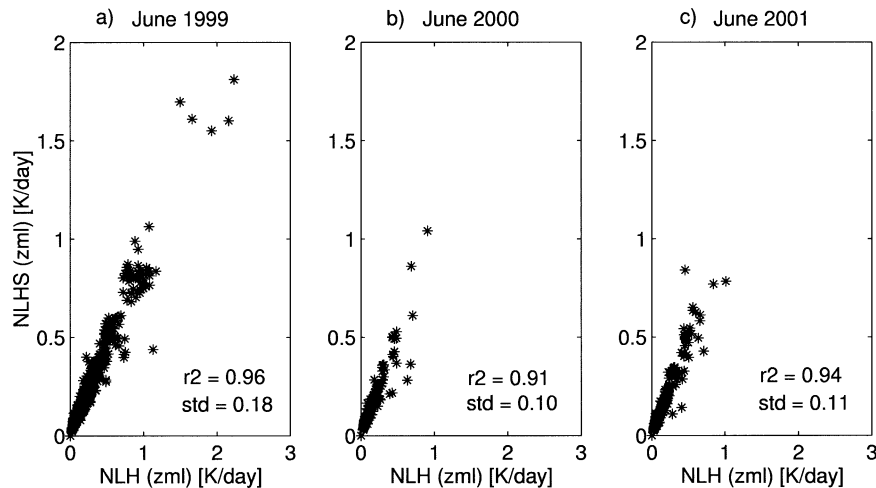 a) June 1999
2
1.5
1
0.5
0
0 1 2 3
NLHS (zml) [K/day]
NLH (zml) [K/day]
r2 = 0.96
std = 0.18
b) June 2000
2
1.5
1
0.5
0
0 1 2 3
NLH (zml) [K/day]
r2 = 0.91
std = 0.10
c) June 2001
2
1.5
1
0.5
0
0 1 2 3
NLH (zml) [K/day]
r2 = 0.94
std = 0.11